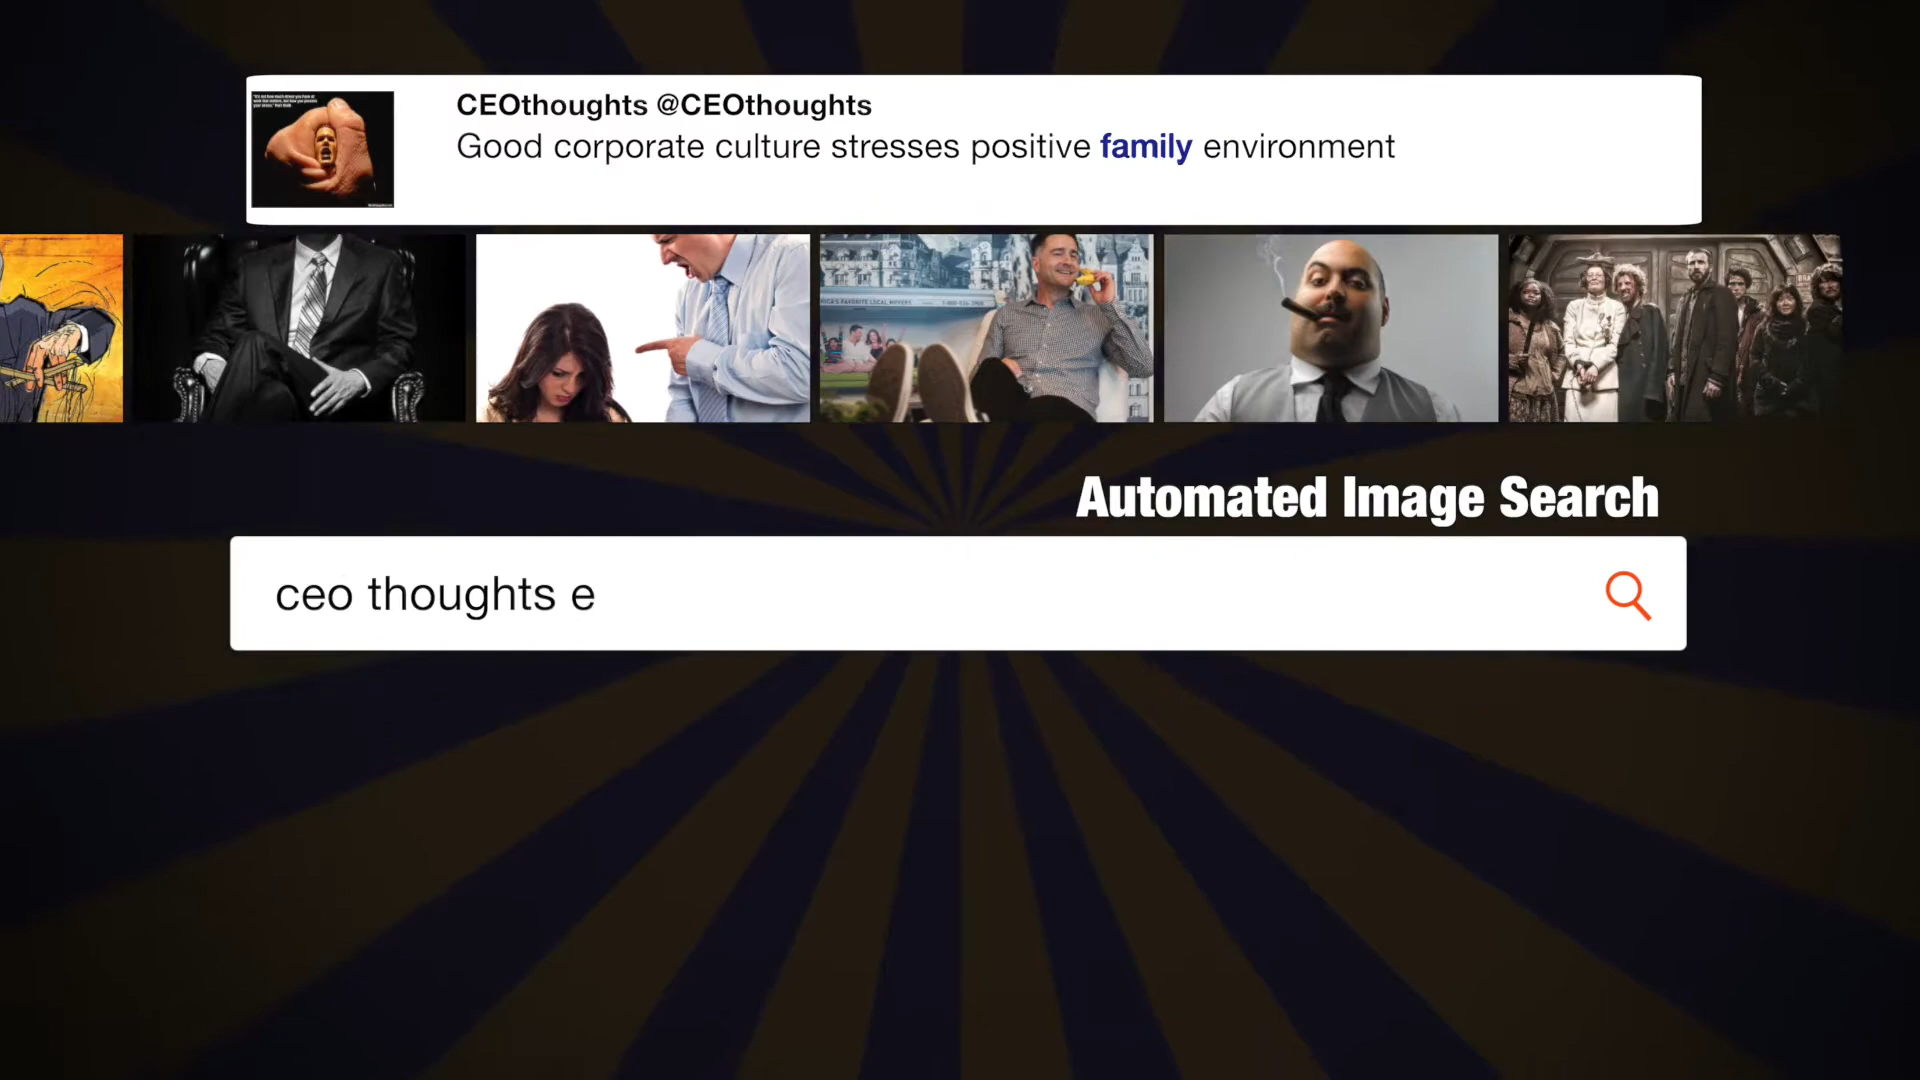 CEOthoughts @CEOthoughts
Good corporate culture stresses positive family environment
Automated Image Search
ceo thoughts e